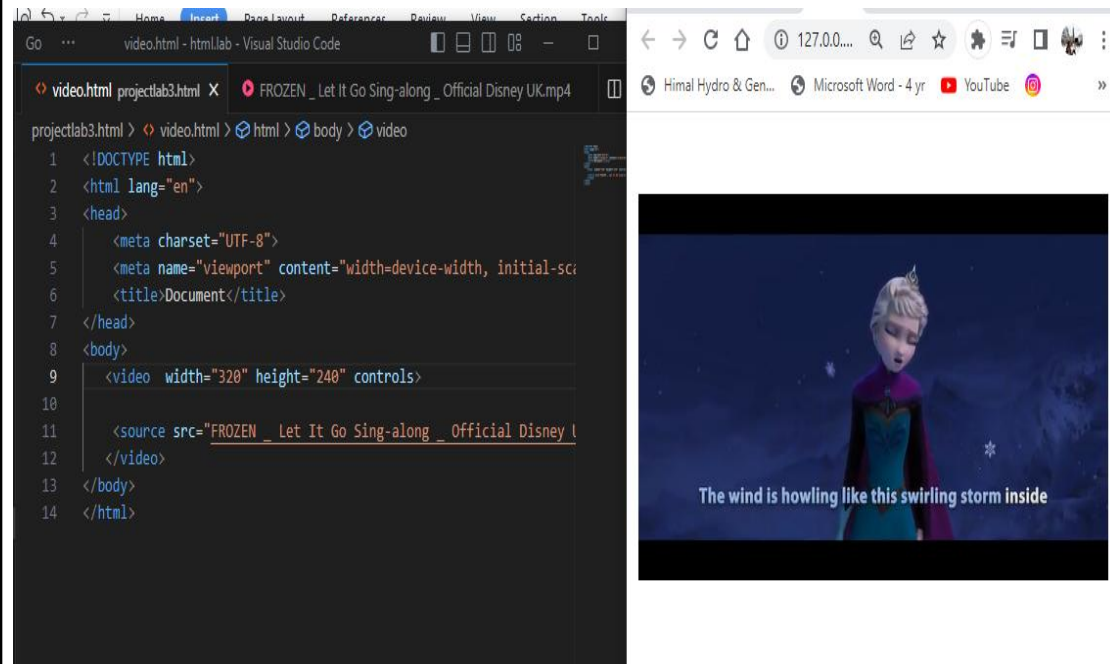 Home Insert Page Layout References Review View Section Tools
Go ··· video.html - html.lab - Visual Studio Code
video.html projectlab3.html X FROZEN _ Let It Go Sing-along _ Official Disney UK.mp4
projectlab3.html > video.html > html > body > video
1 <!DOCTYPE html>
2 <html lang="en">
3 <head>
4 <meta charset="UTF-8">
5 <meta name="viewport" content="width=device-width, initial-sca
6 <title>Document</title>
7 </head>
8 <body>
9 <video width="320" height="240" controls>
10
11 <source src="FROZEN _ Let It Go Sing-along _ Official Disney U
12 </video>
13 </body>
14 </html>
127.0.0....
Himal Hydro & Gen... Microsoft Word - 4 yr YouTube »
The wind is howling like this swirling storm inside